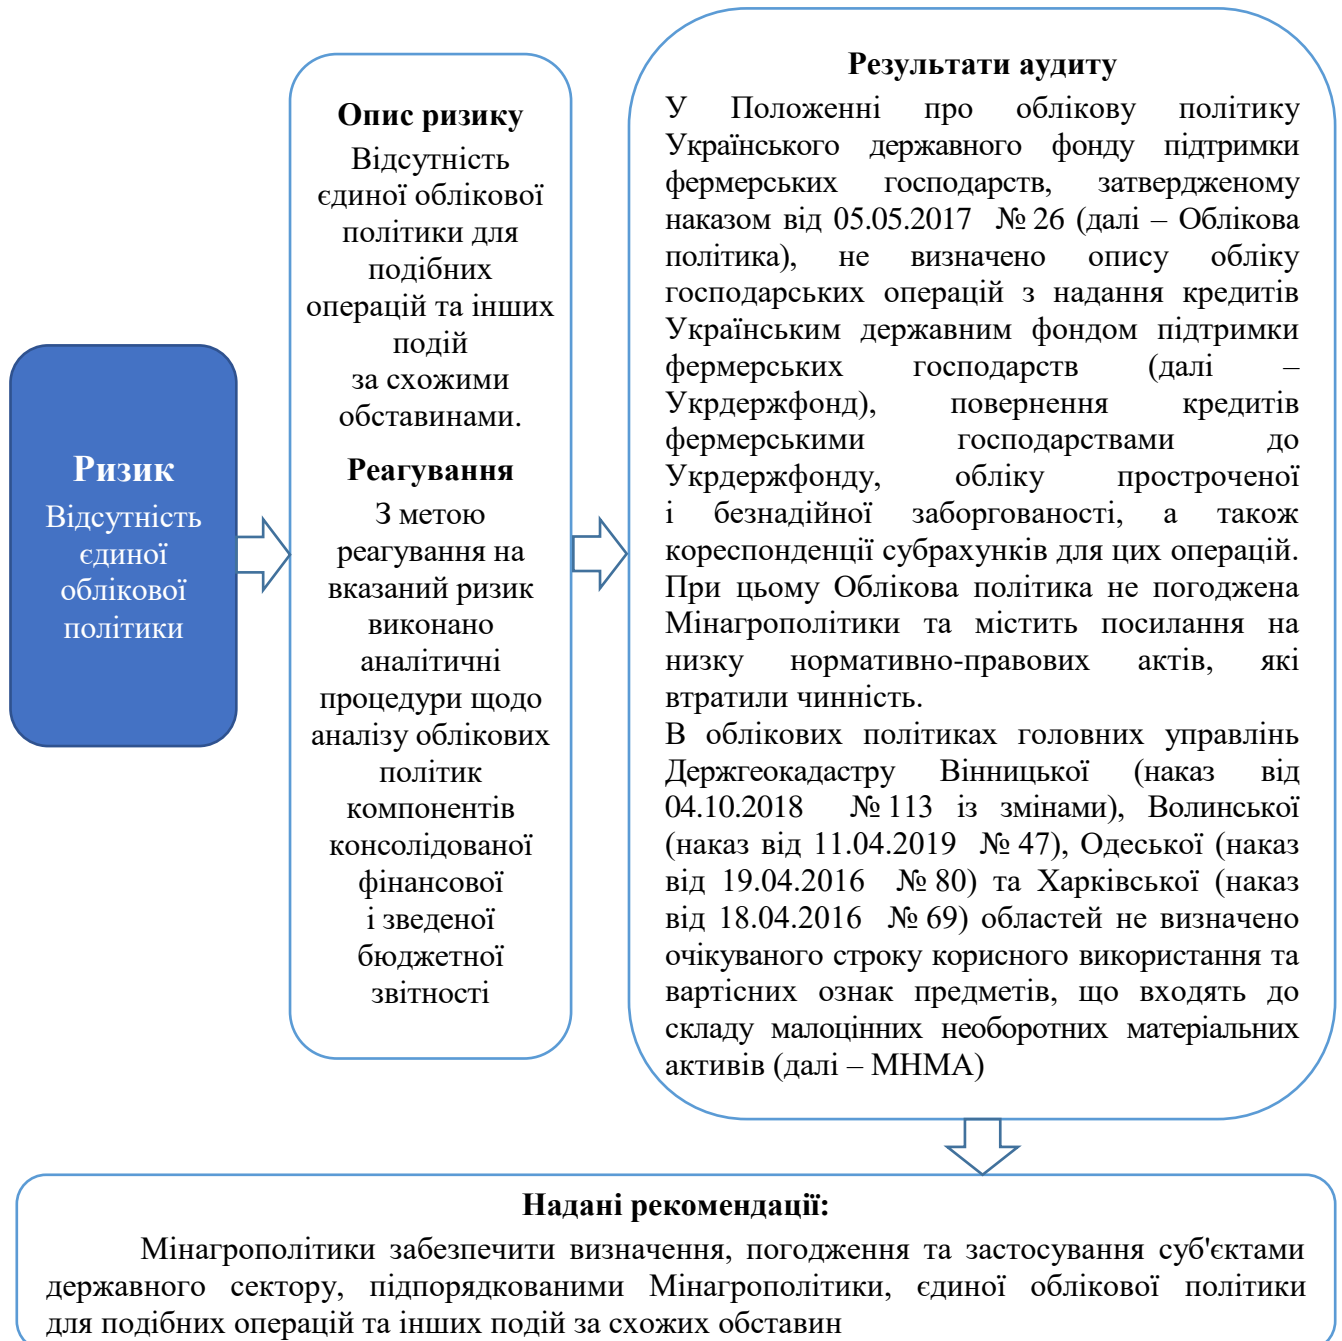 Ризик
Відсутність
єдиної
облікової
політики
Опис ризику
Відсутність
єдиної облікової
політики для
подібних
операцій та інших
подій
за схожими
обставинами.
Реагування
З метою
реагування на
вказаний ризик
виконано
аналітичні
процедури щодо
аналізу облікових
політик
компонентів
консолідованої
фінансової
і зведеної
бюджетної
звітності
Результати аудиту
У Положенні про облікову політику
Українського державного фонду підтримки
фермерських господарств, затвердженому
наказом від 05.05.2017 № 26 (далі – Облікова
політика), не визначено опису обліку
господарських операцій з надання кредитів
Українським державним фондом підтримки
фермерських господарств (далі –
Укрдержфонд), повернення кредитів
фермерськими господарствами до
Укрдержфонду, обліку простроченої
і безнадійної заборгованості, а також
кореспонденції субрахунків для цих операцій.
При цьому Облікова політика не погоджена
Мінагрополітики та містить посилання на
низку нормативно-правових актів, які
втратили чинність.
В облікових політиках головних управлінь
Держгеокадастру Вінницької (наказ від
04.10.2018 № 113 із змінами), Волинської
(наказ від 11.04.2019 № 47), Одеської (наказ
від 19.04.2016 № 80) та Харківської (наказ
від 18.04.2016 № 69) областей не визначено
очікуваного строку корисного використання та
вартісних ознак предметів, що входять до
складу малоцінних необоротних матеріальних
активів (далі – МНМА)
Надані рекомендації:
Мінагрополітики забезпечити визначення, погодження та застосування суб'єктами
державного сектору, підпорядкованими Мінагрополітики, єдиної облікової політики
для подібних операцій та інших подій за схожих обставин